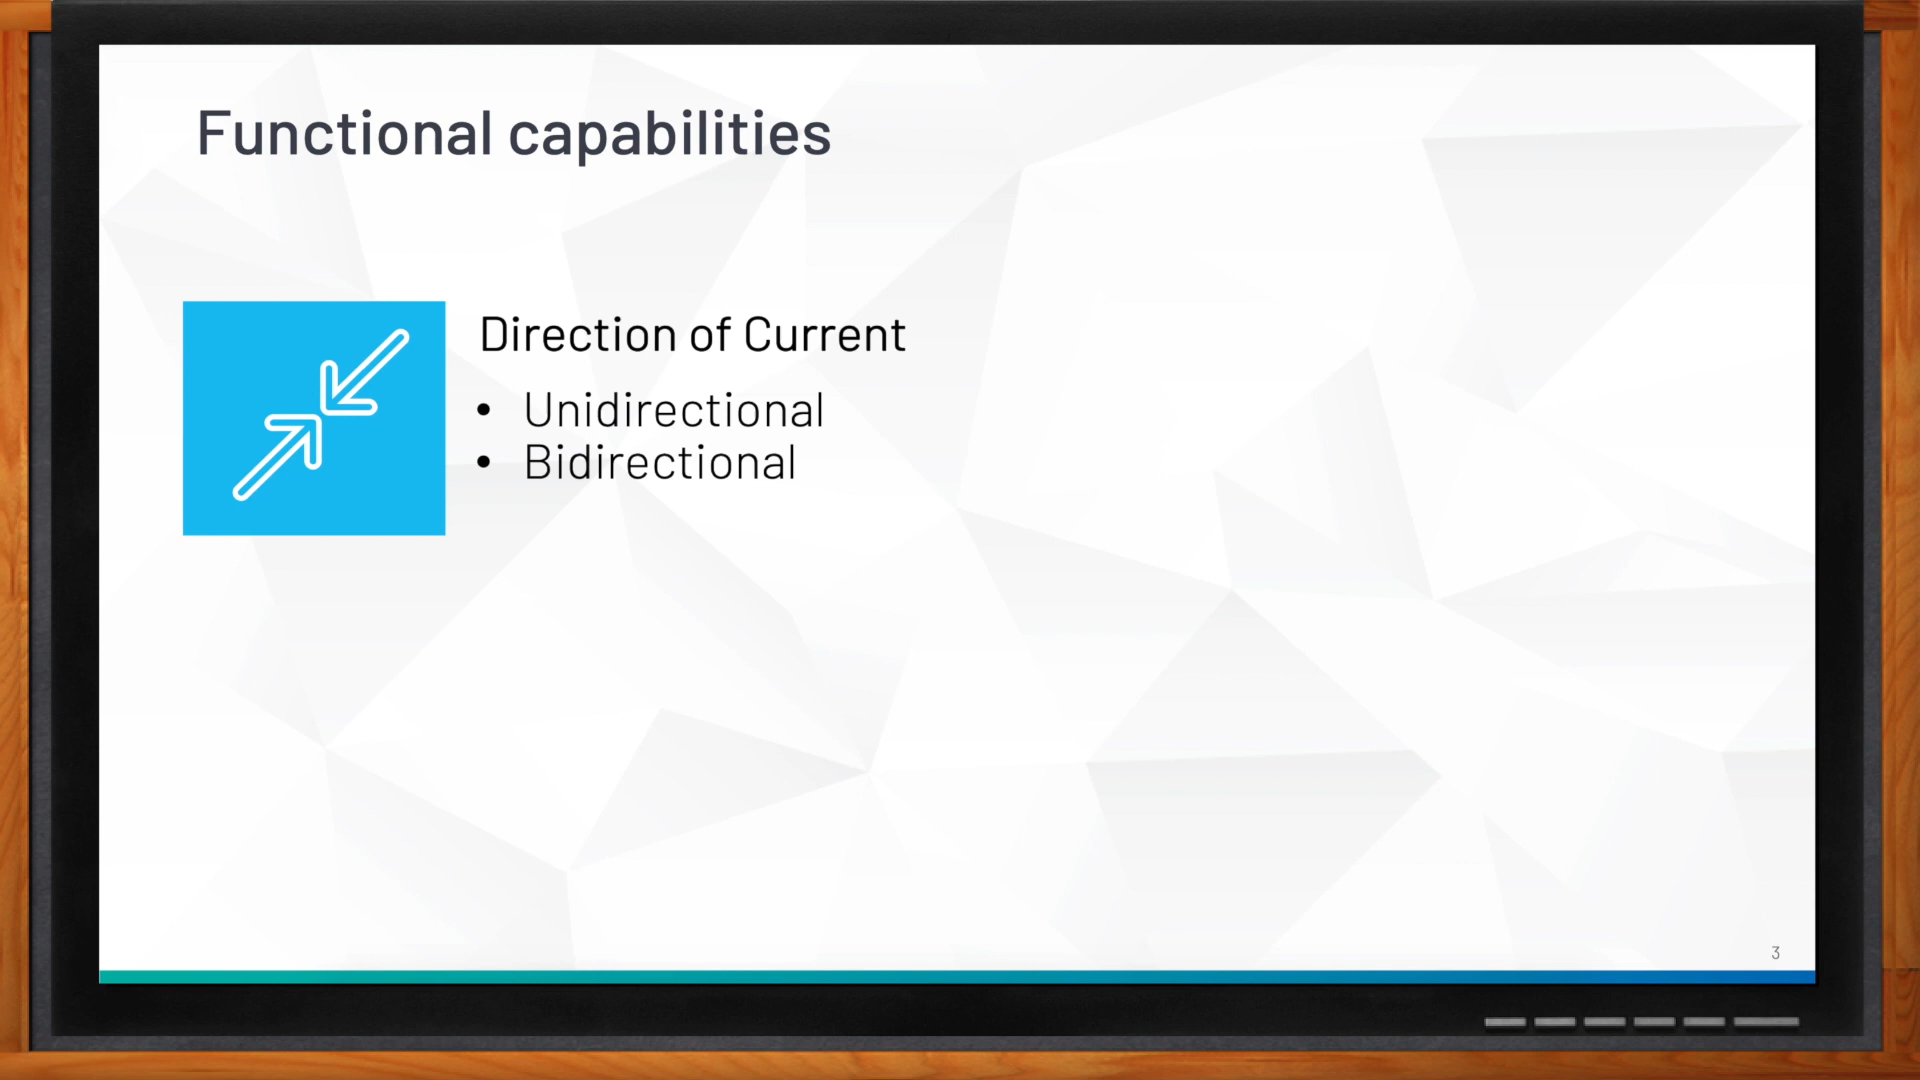 Functional capabilities
Direction of Current
• Unidirectional
• Bidirectional
3